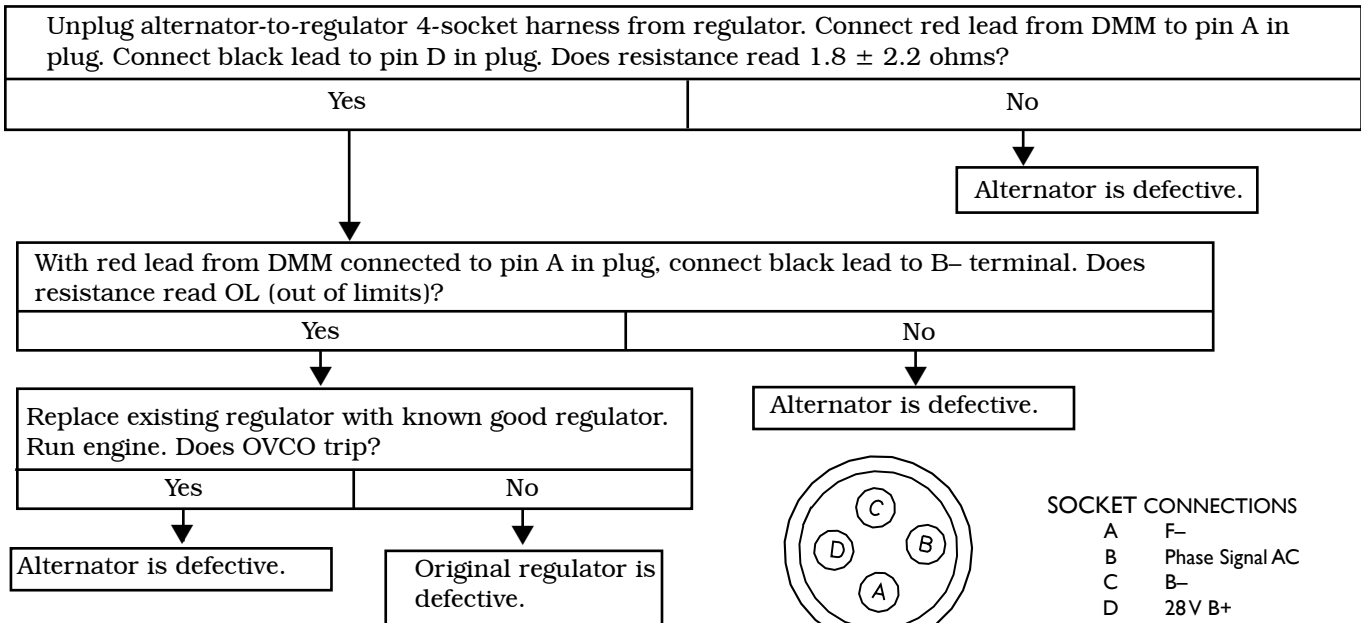 Unplug alternator-to-regulator 4-socket harness from regulator. Connect red lead from DMM to pin A in
plug. Connect black lead to pin D in plug. Does resistance read 1.8 ± 2.2 ohms?
Yes
No
Alternator is defective.
With red lead from DMM connected to pin A in plug, connect black lead to B– terminal. Does
resistance read OL (out of limits)?
Yes
No
Alternator is defective.
Replace existing regulator with known good regulator.
Run engine. Does OVCO trip?
Yes
No
Alternator is defective.
Original regulator is
defective.
C
D
B
A
SOCKET CONNECTIONS
A F–
B Phase Signal AC
C B–
D 28V B+